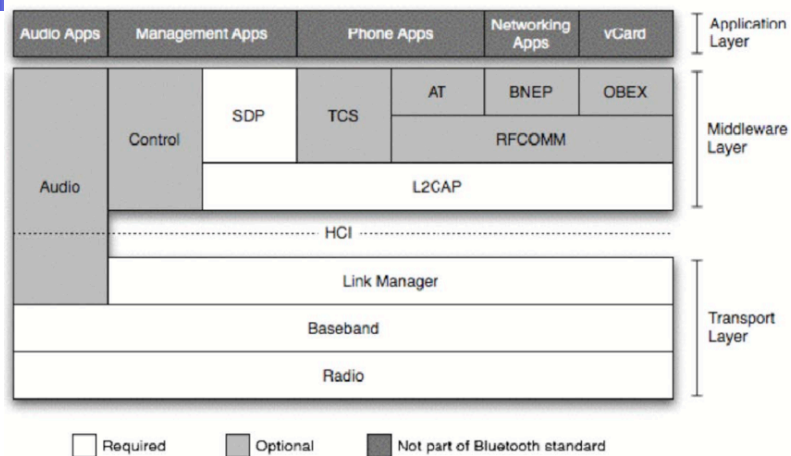 Audio Apps Management Apps Phone Apps Networking Apps vCard
Application Layer
SDP TCS AT BNEP OBEX
Control RFCOMM
Middleware Layer
Audio L2CAP
HCI
Link Manager
Baseband
Transport Layer
Radio
Required Optional Not part of Bluetooth standard